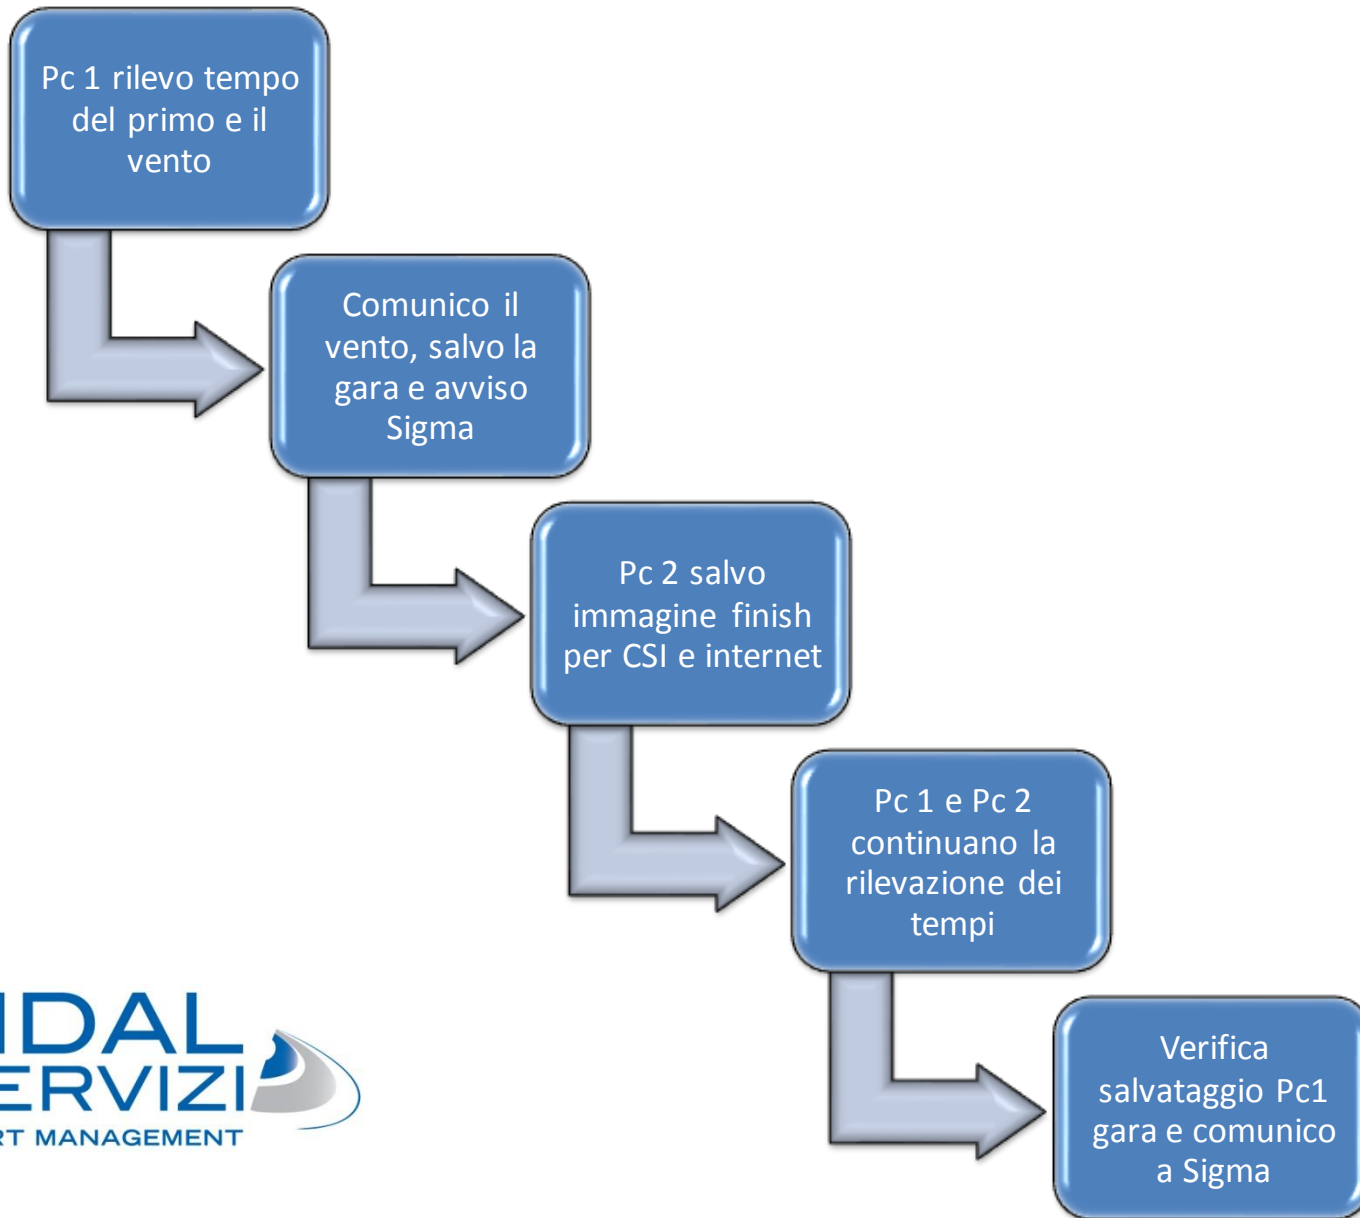 Pc 1 rilevo tempo
del primo e il
vento
Comunico il
vento, salvo la
gara e avviso
Sigma
Pc 2 salvo
immagine finish
per CSI e internet
Pc 1 e Pc 2
continuano la
rilevazione dei
tempi
Verifica
salvataggio Pc1
gara e comunico
a Sigma
IDAL
ERVIZI
RT MANAGEMENT